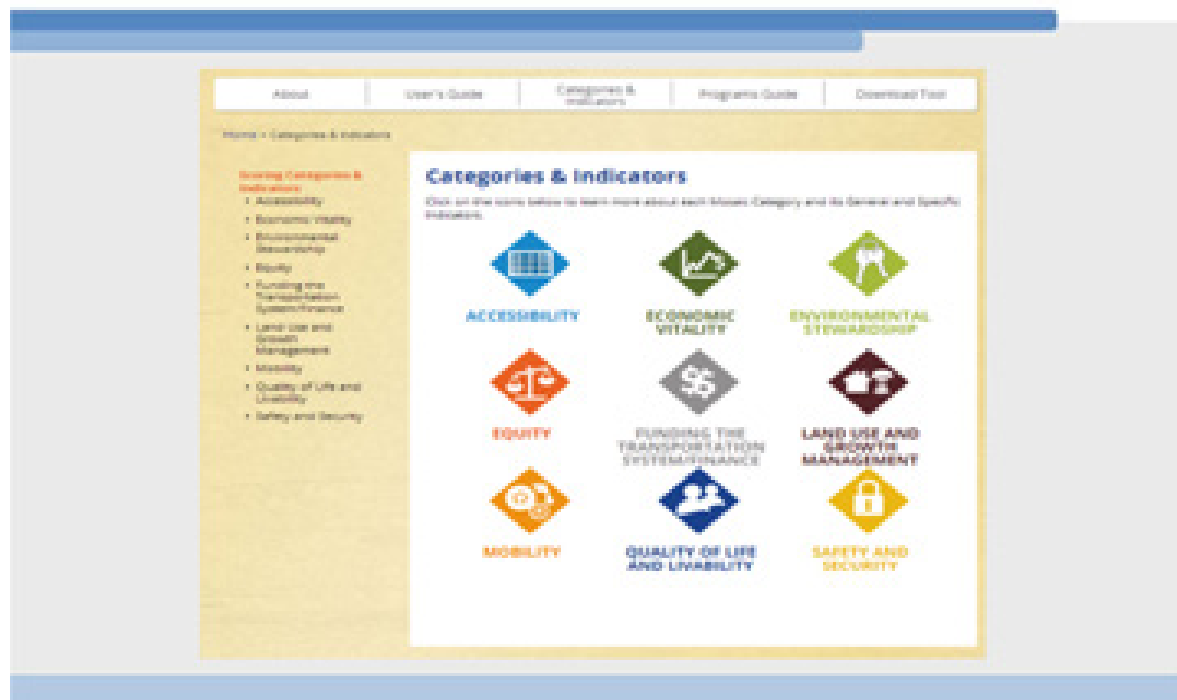 About
User's Guide
Categories &
Indicators
Programs Guide
Download Tool
Home > Categories & Indicators
Scoring Categories &
Indicators
• Accessibility
• Economic Vitality
• Environmental
Stewardship
• Equity
• Funding the
Transportation
System/Finance
• Land Use and
Growth
Management
• Mobility
• Quality of Life and
Livability
• Safety and Security
Categories & Indicators
Click on the icons below to learn more about each Mosaic Category and its General and Specific
Indicators.
ACCESSIBILITY
ECONOMIC
VITALITY
ENVIRONMENTAL
STEWARDSHIP
EQUITY
FUNDING THE
TRANSPORTATION
SYSTEM/FINANCE
LAND USE AND
GROWTH
MANAGEMENT
MOBILITY
QUALITY OF LIFE
AND LIVABILITY
SAFETY AND
SECURITY